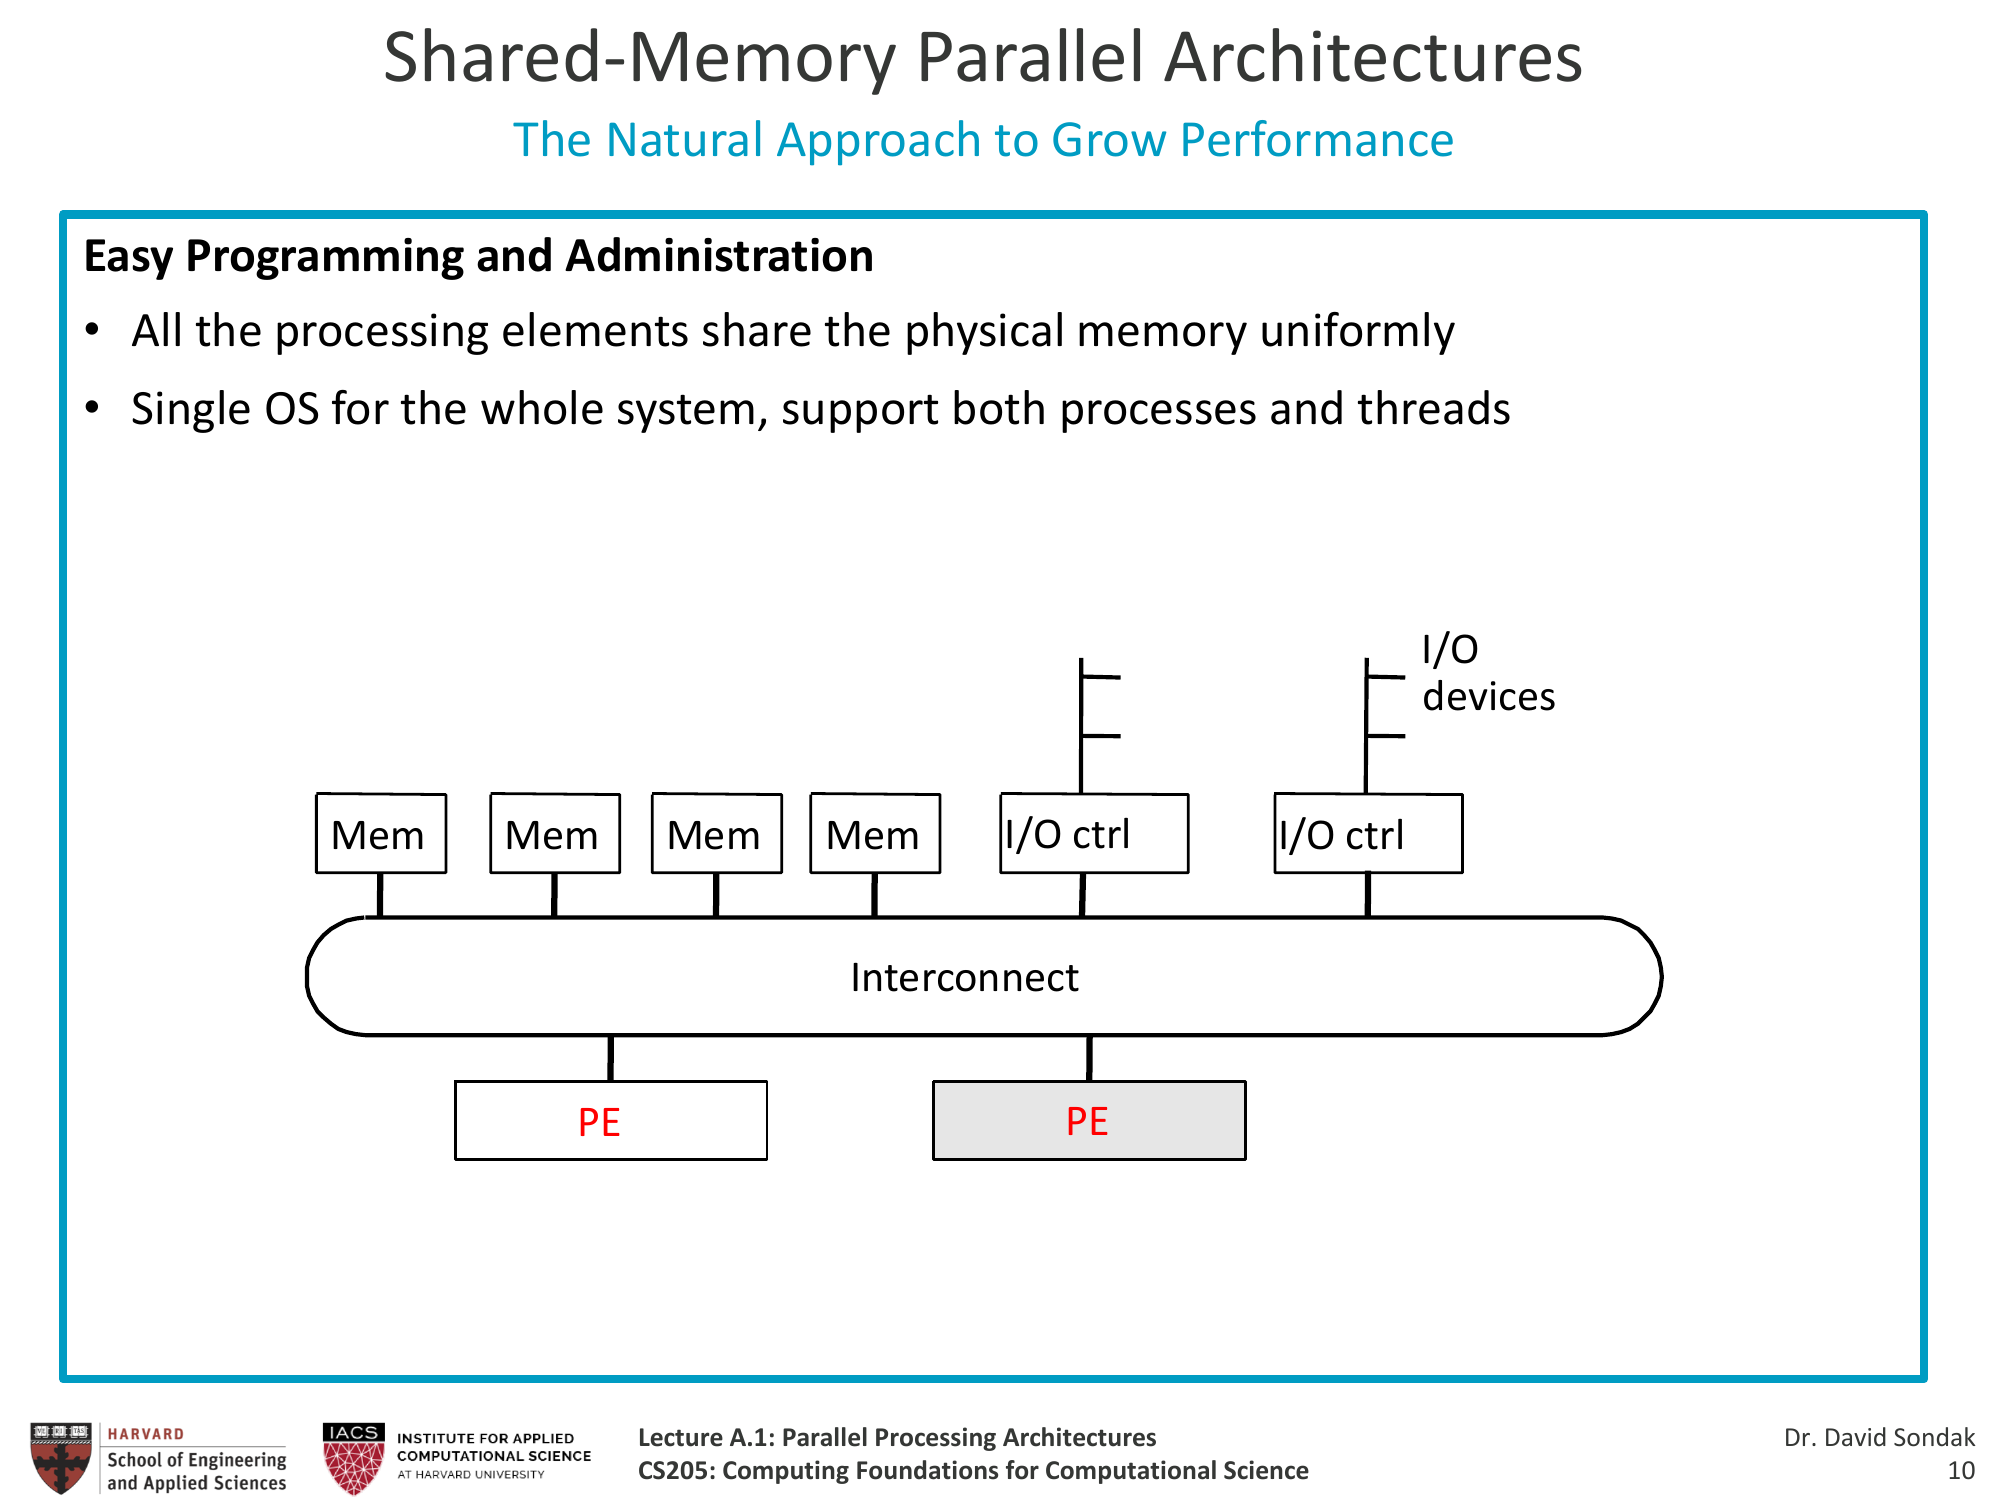 Shared-Memory Parallel Architectures
The Natural Approach to Grow Performance
Easy Programming and Administration
• All the processing elements share the physical memory uniformly
• Single OS for the whole system, support both processes and threads
I/O
devices
Mem
Mem
Mem
Mem
I/O ctrl
I/O ctrl
Interconnect
PE
PE
HARVARD
School of Engineering
and Applied Sciences
IACS
INSTITUTE FOR APPLIED
COMPUTATIONAL SCIENCE
AT HARVARD UNIVERSITY
Lecture A.1: Parallel Processing Architectures
CS205: Computing Foundations for Computational Science
Dr. David Sondak
10